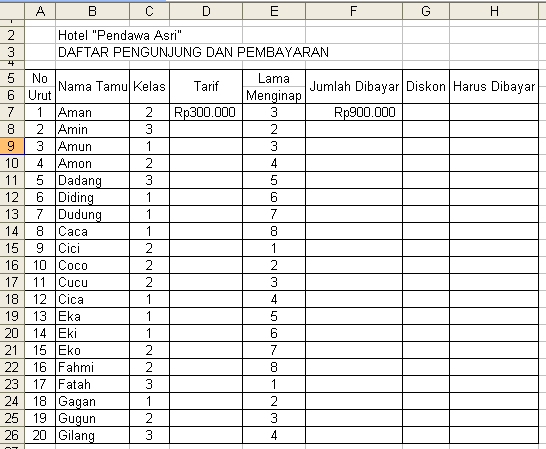 A B C D E F G H
1
2 Hotel "Pendawa Asri"
3 DAFTAR PENGUNJUNG DAN PEMBAYARAN
4
5 No Nama Tamu Kelas Tarif Lama Jumlah Dibayar Diskon Harus Dibayar
6 Urut Menginap
7 1 Aman 2 Rp300.000 3 Rp900.000
8 2 Amin 3 2
9 3 Amun 1 3
10 4 Amon 2 4
11 5 Dadang 3 5
12 6 Diding 1 6
13 7 Dudung 1 7
14 8 Caca 1 8
15 9 Cici 2 1
16 10 Coco 2 2
17 11 Cucu 2 3
18 12 Cica 1 4
19 13 Eka 1 5
20 14 Eki 1 6
21 15 Eko 2 7
22 16 Fahmi 2 8
23 17 Fatah 3 1
24 18 Gagan 1 2
25 19 Gugun 2 3
26 20 Gilang 3 4